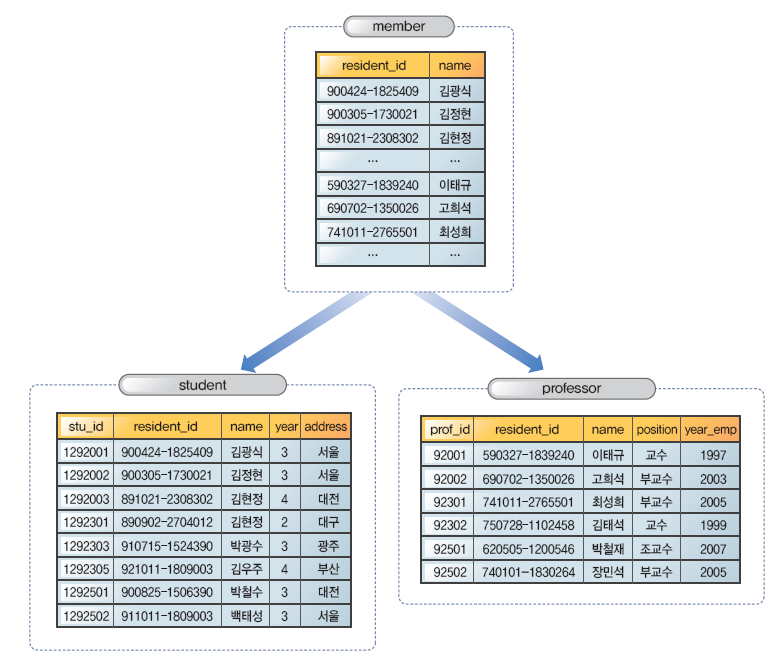 member
resident_id name
900424-1825409 김광식
900305-1730021 김정현
891021-2308302 김현정
... ...
590327-1839240 이태규
690702-1350026 고희석
741011-2765501 최성희
... ...
student
stu_id resident_id name year address
1292001 900424-1825409 김광식 3 서울
1292002 900305-1730021 김정현 3 서울
1292003 891021-2308302 김현정 4 대전
1292301 890902-2704012 김현정 2 대구
1292303 910715-1524390 박광수 3 광주
1292305 921011-1809003 김우주 4 부산
1292501 900825-1506390 박철수 3 대전
1292502 911011-1809003 백태성 3 서울
professor
prof_id resident_id name position year_emp
92001 590327-1839240 이태규 교수 1997
92002 690702-1350026 고희석 부교수 2003
92301 741011-2765501 최성희 부교수 2005
92302 750728-1102458 김태석 교수 1999
92501 620505-1200546 박철재 조교수 2007
92502 740101-1830264 장민석 부교수 2005